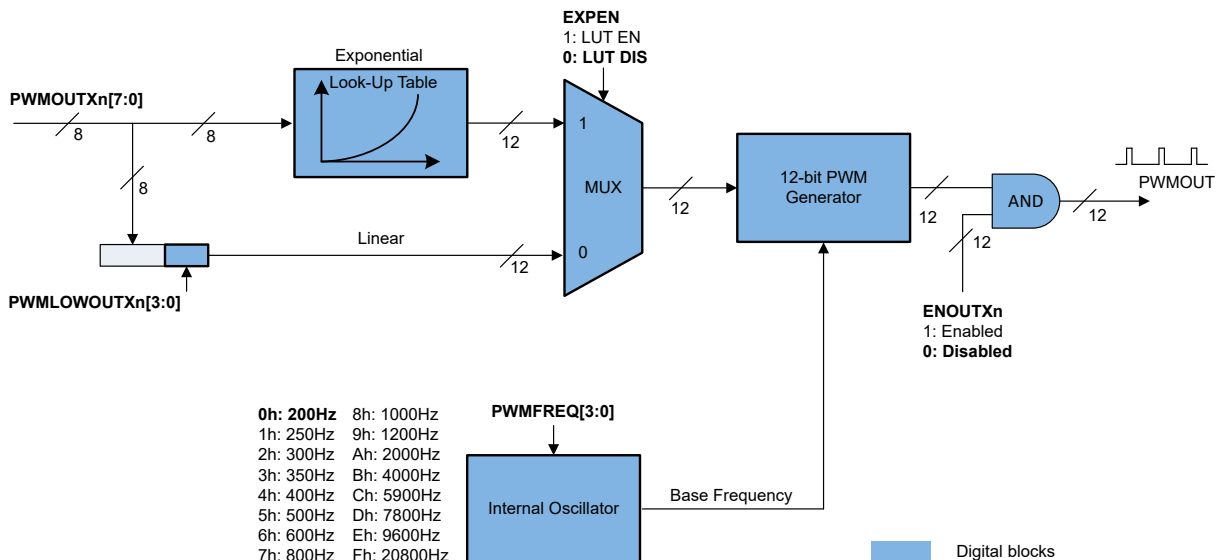 EXPEN
1: LUT EN
0: LUT DIS
Exponential
Look-Up Table
PWMOUTXn[7:0]
8
8
12
1
8
MUX
12
12-bit PWM
Generator
12
AND
12
PWMOUT
Linear
12
0
12
PWMLOWOUTXn[3:0]
ENOUTXn
1: Enabled
0: Disabled
0h: 200Hz 8h: 1000Hz
1h: 250Hz 9h: 1200Hz
2h: 300Hz Ah: 2000Hz
3h: 350Hz Bh: 4000Hz
4h: 400Hz Ch: 5900Hz
5h: 500Hz Dh: 7800Hz
6h: 600Hz Eh: 9600Hz
7h: 800Hz Fh: 20800Hz
PWMFREQ[3:0]
Internal Oscillator
Base Frequency
Digital blocks